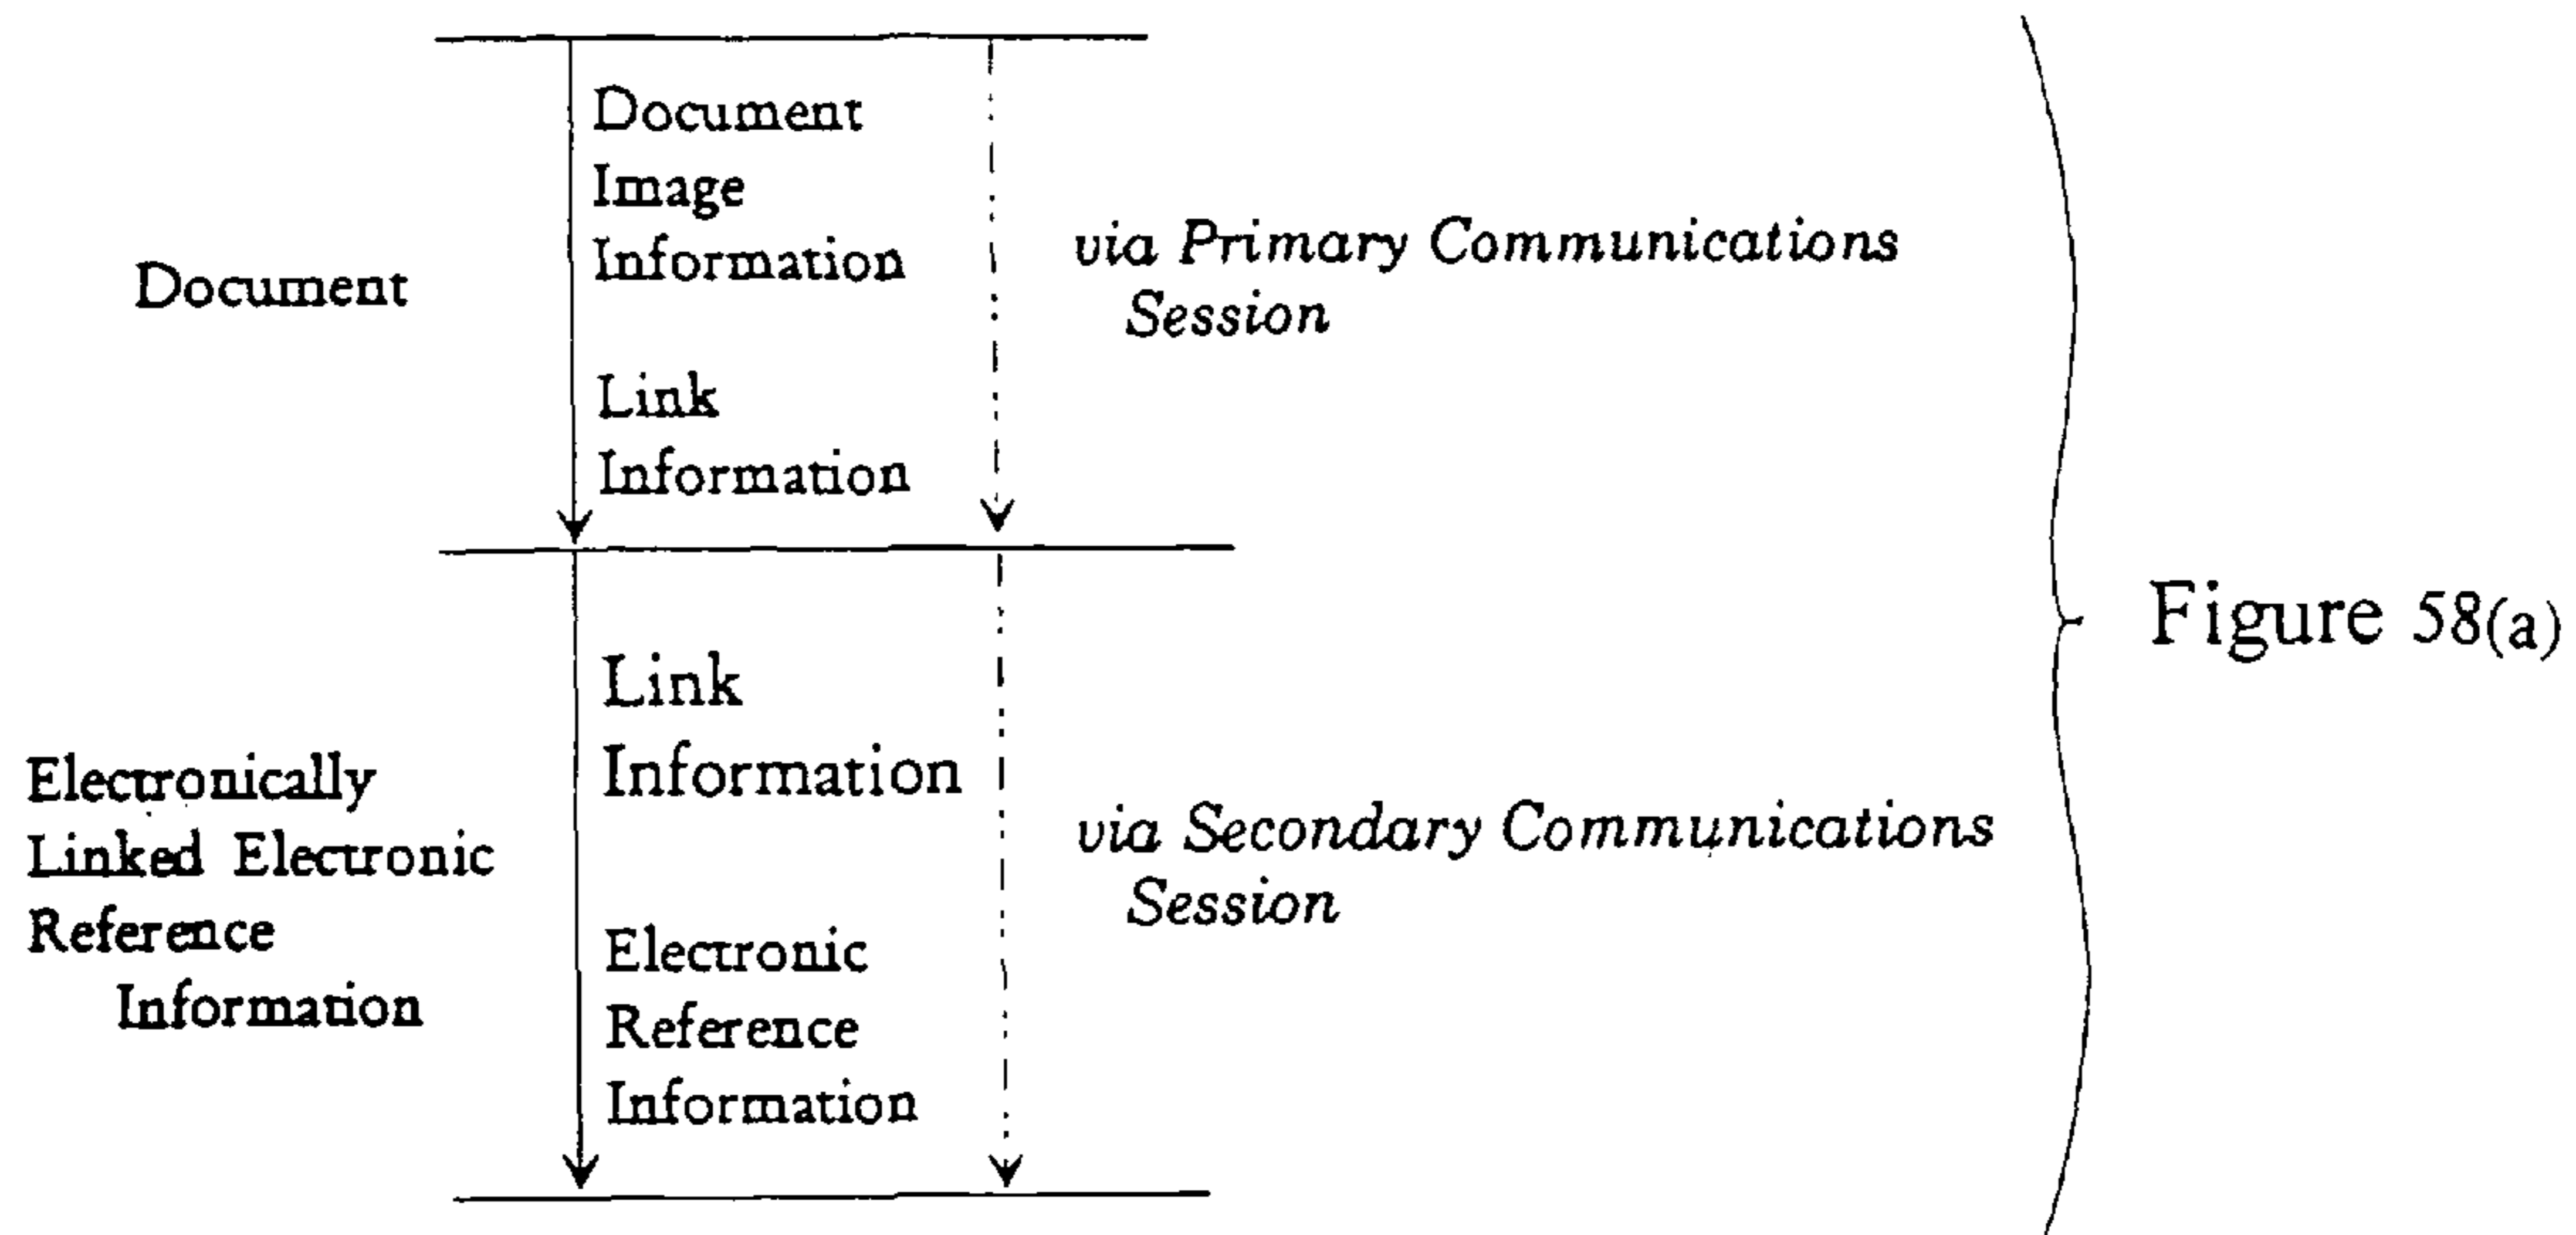 Document
Image
Information
Document
via Primary Communications
Session
Link
Information
Link
Information
Electronically
Linked Electronic
Reference
Information
via Secondary Communications
Session
Electronic
Reference
Information
Figure 58(a)